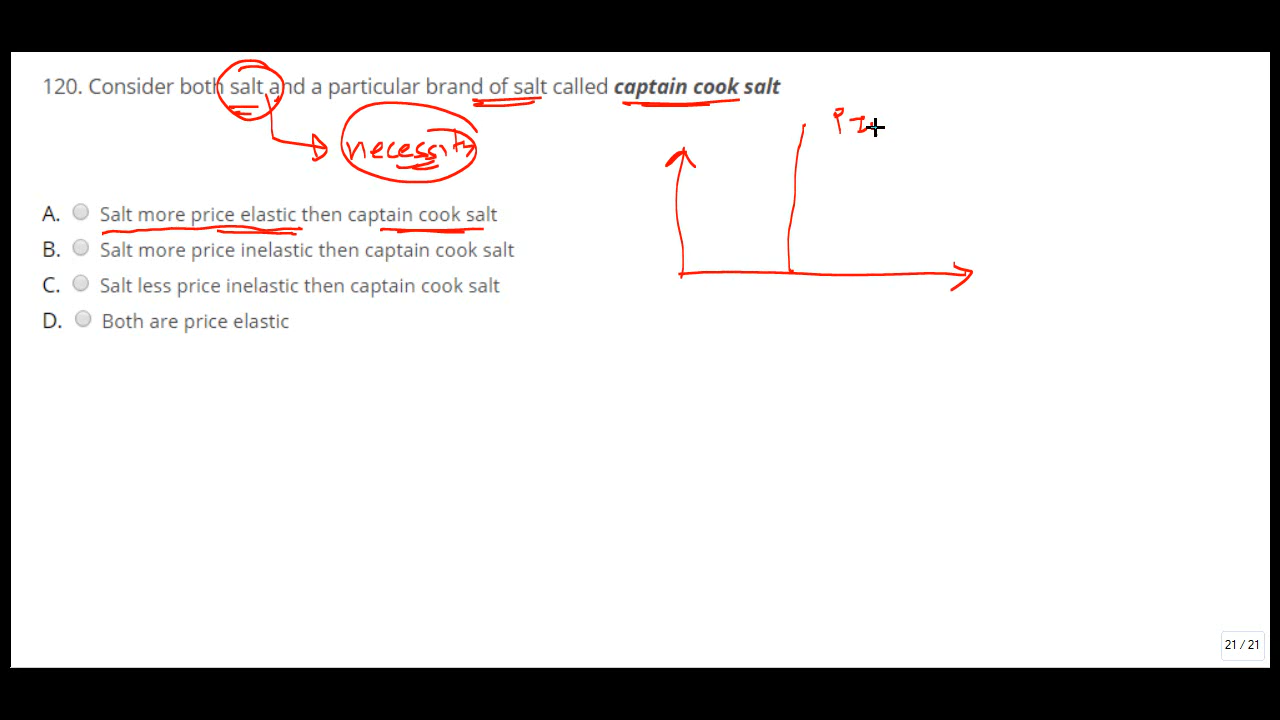 120. Consider both salt and a particular brand of salt called captain cook salt
necessity
A. Salt more price elastic then captain cook salt
B. Salt more price inelastic then captain cook salt
C. Salt less price inelastic then captain cook salt
D. Both are price elastic
21 / 21